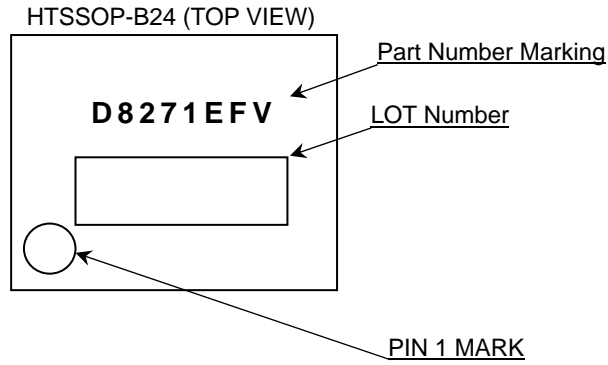 HTSSOP-B24 (TOP VIEW)
Part Number Marking
D8271EFV
LOT Number
PIN 1 MARK